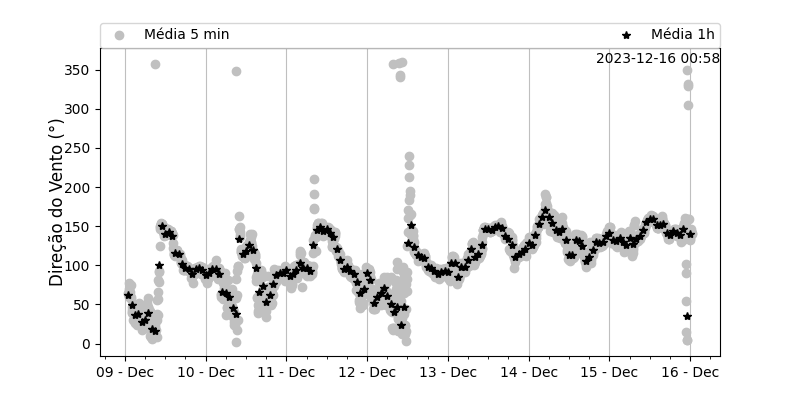 Média 5 min
Média 1h
2023-12-16 00:58
Direção do Vento (°)
350
300
250
200
150
100
50
0
09 - Dec
10 - Dec
11 - Dec
12 - Dec
13 - Dec
14 - Dec
15 - Dec
16 - Dec